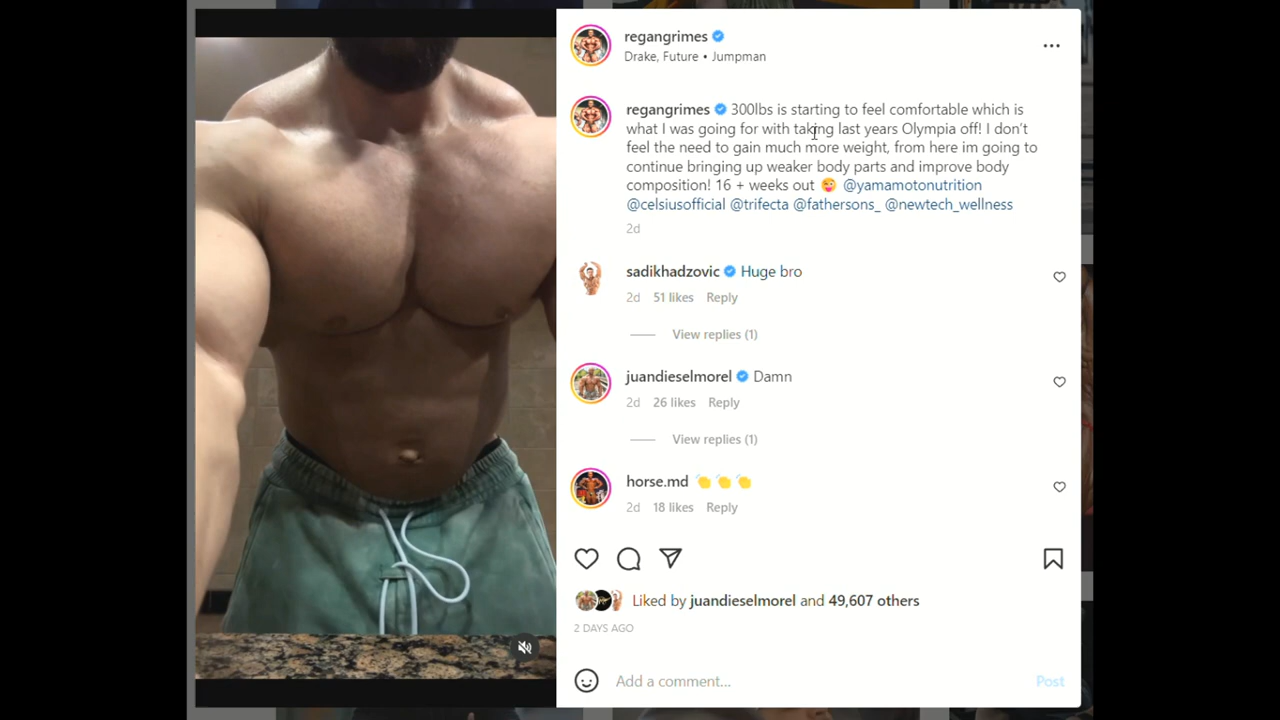 regangrimes
Drake, Future • Jumpman
regangrimes 300lbs is starting to feel comfortable which is
what I was going for with taking last years Olympia off! I don't
feel the need to gain much more weight, from here im going to
continue bringing up weaker body parts and improve body
composition! 16 + weeks out 😜 @yamamotonutrition
@celsiusofficial @trifecta @fathersons_ @newtech_wellness
2d
sadikhadzovic Huge bro
2d 51 likes Reply
View replies (1)
juandieselmorel Damn
2d 26 likes Reply
View replies (1)
horse.md 👏👏👏
2d 18 likes Reply
Liked by juandieselmorel and 49,607 others
2 DAYS AGO
Add a comment... Post